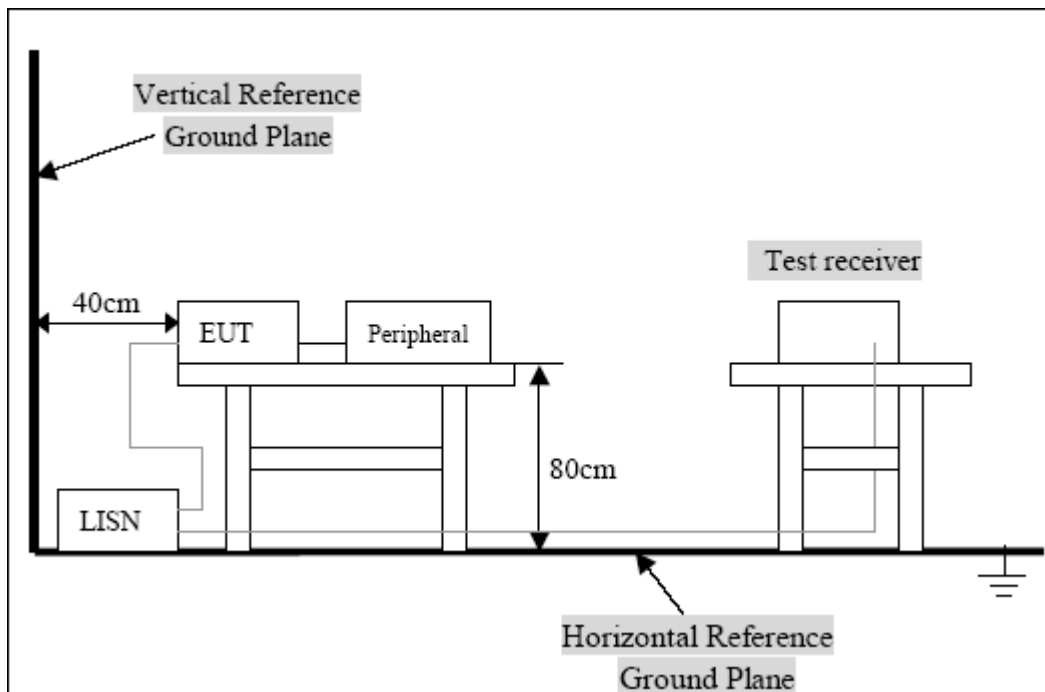 Vertical Reference
Ground Plane
Test receiver
40cm
EUT
Peripheral
80cm
LISN
Horizontal Reference
Ground Plane